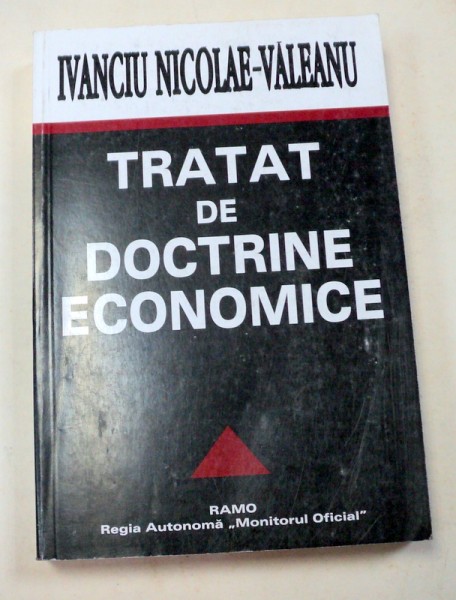 IVANCIU NICOLAE-VĂLEANU
TRATAT
DE
DOCTRINE
ECONOMICE
RAMO
Regia Autonomă „Monitorul Oficial”